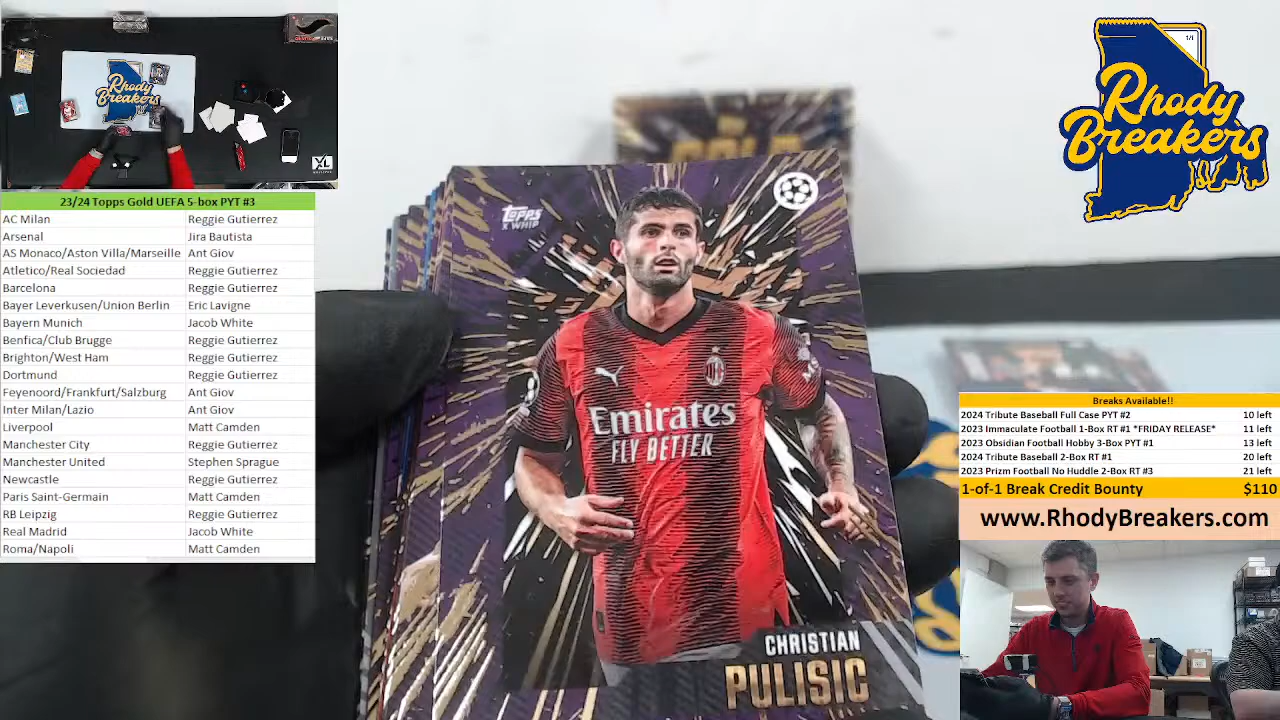 23/24 Topps Gold UEFA 5-box PYT #3
AC Milan Reggie Gutierrez
Arsenal Jira Bautista
AS Monaco/Aston Villa/Marseille Ant Giov
Atletico/Real Sociedad Reggie Gutierrez
Barcelona Reggie Gutierrez
Bayer Leverkusen/Union Berlin Eric Lavigne
Bayern Munich Jacob White
Benfica/Club Brugge Reggie Gutierrez
Brighton/West Ham Reggie Gutierrez
Dortmund Reggie Gutierrez
Feyenoord/Frankfurt/Salzburg Ant Giov
Inter Milan/Lazio Ant Giov
Liverpool Matt Camden
Manchester City Reggie Gutierrez
Manchester United Stephen Sprague
Newcastle Reggie Gutierrez
Paris Saint-Germain Matt Camden
RB Leipzig Reggie Gutierrez
Real Madrid Jacob White
Roma/Napoli Matt Camden
Rhody
Breakers
XL
GOLD
TOPPS
X WHIP
Emirates
FLY BETTER
CHRISTIAN
PULISIC
1/1
Rhody
Breakers
Breaks Available!!
2024 Tribute Baseball Full Case PYT #2 10 left
2023 Immaculate Football 1-Box RT #1 *FRIDAY RELEASE* 11 left
2023 Obsidian Football Hobby 3-Box PYT #1 13 left
2024 Tribute Baseball 2-Box RT #1 20 left
2023 Prizm Football No Huddle 2-Box RT #3 21 left
1-of-1 Break Credit Bounty $110
www.RhodyBreakers.com